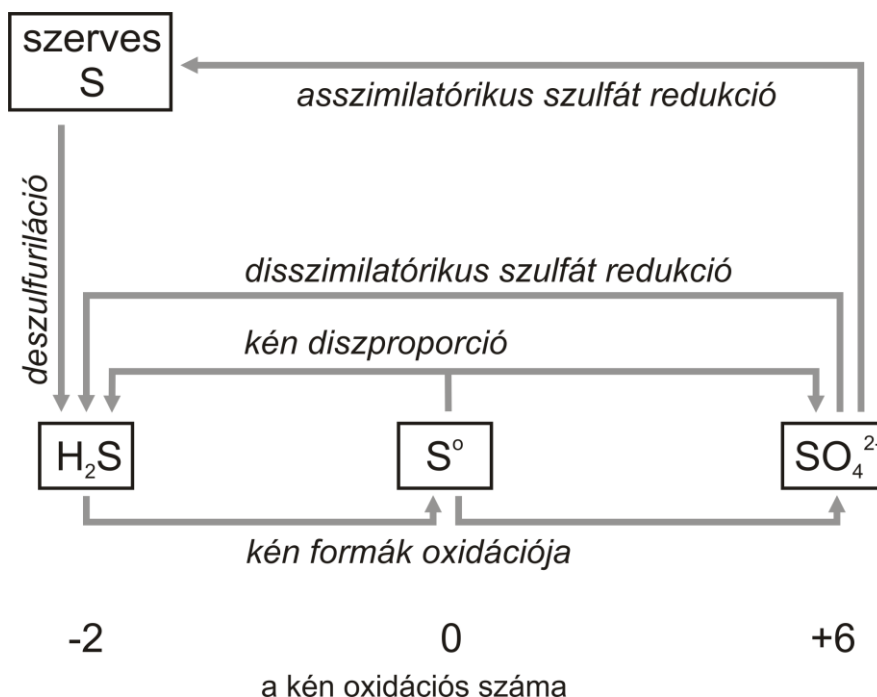 szerves
S
asszimilatórikus szulfát redukció
deszulfuriláció
disszimilatórikus szulfát redukció
kén diszproporció
H₂S
S⁰
SO₄²⁻
kén formák oxidációja
-2
0
+6
a kén oxidációs száma